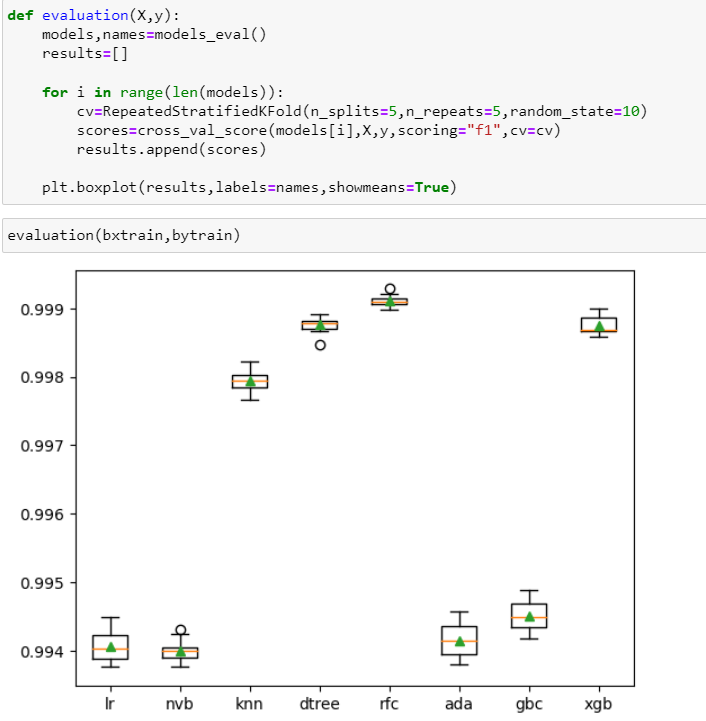 def evaluation(X,y):
    models,names=models_eval()
    results=[]
    for i in range(len(models)):
        cv=RepeatedStratifiedKFold(n_splits=5,n_repeats=5,random_state=10)
        scores=cross_val_score(models[i],X,y,scoring="f1",cv=cv)
        results.append(scores)
    plt.boxplot(results,labels=names,showmeans=True)
evaluation(bxtrain,bytrain)
0.999
0.998
0.997
0.996
0.995
0.994
lr nvb knn dtree rfc ada gbc xgb